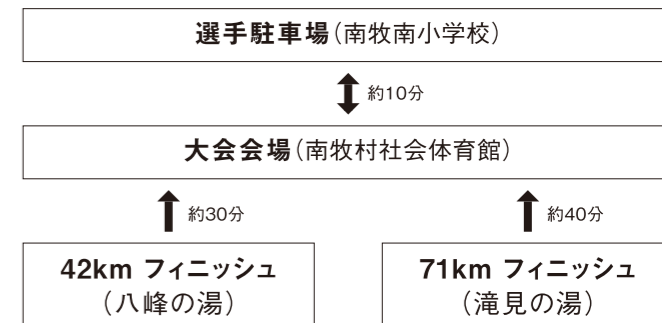 選手駐車場(南牧南小学校)
約10分
大会会場(南牧村社会体育館)
約30分
約40分
42km フィニッシュ
(八峰の湯)
71km フィニッシュ
(滝見の湯)